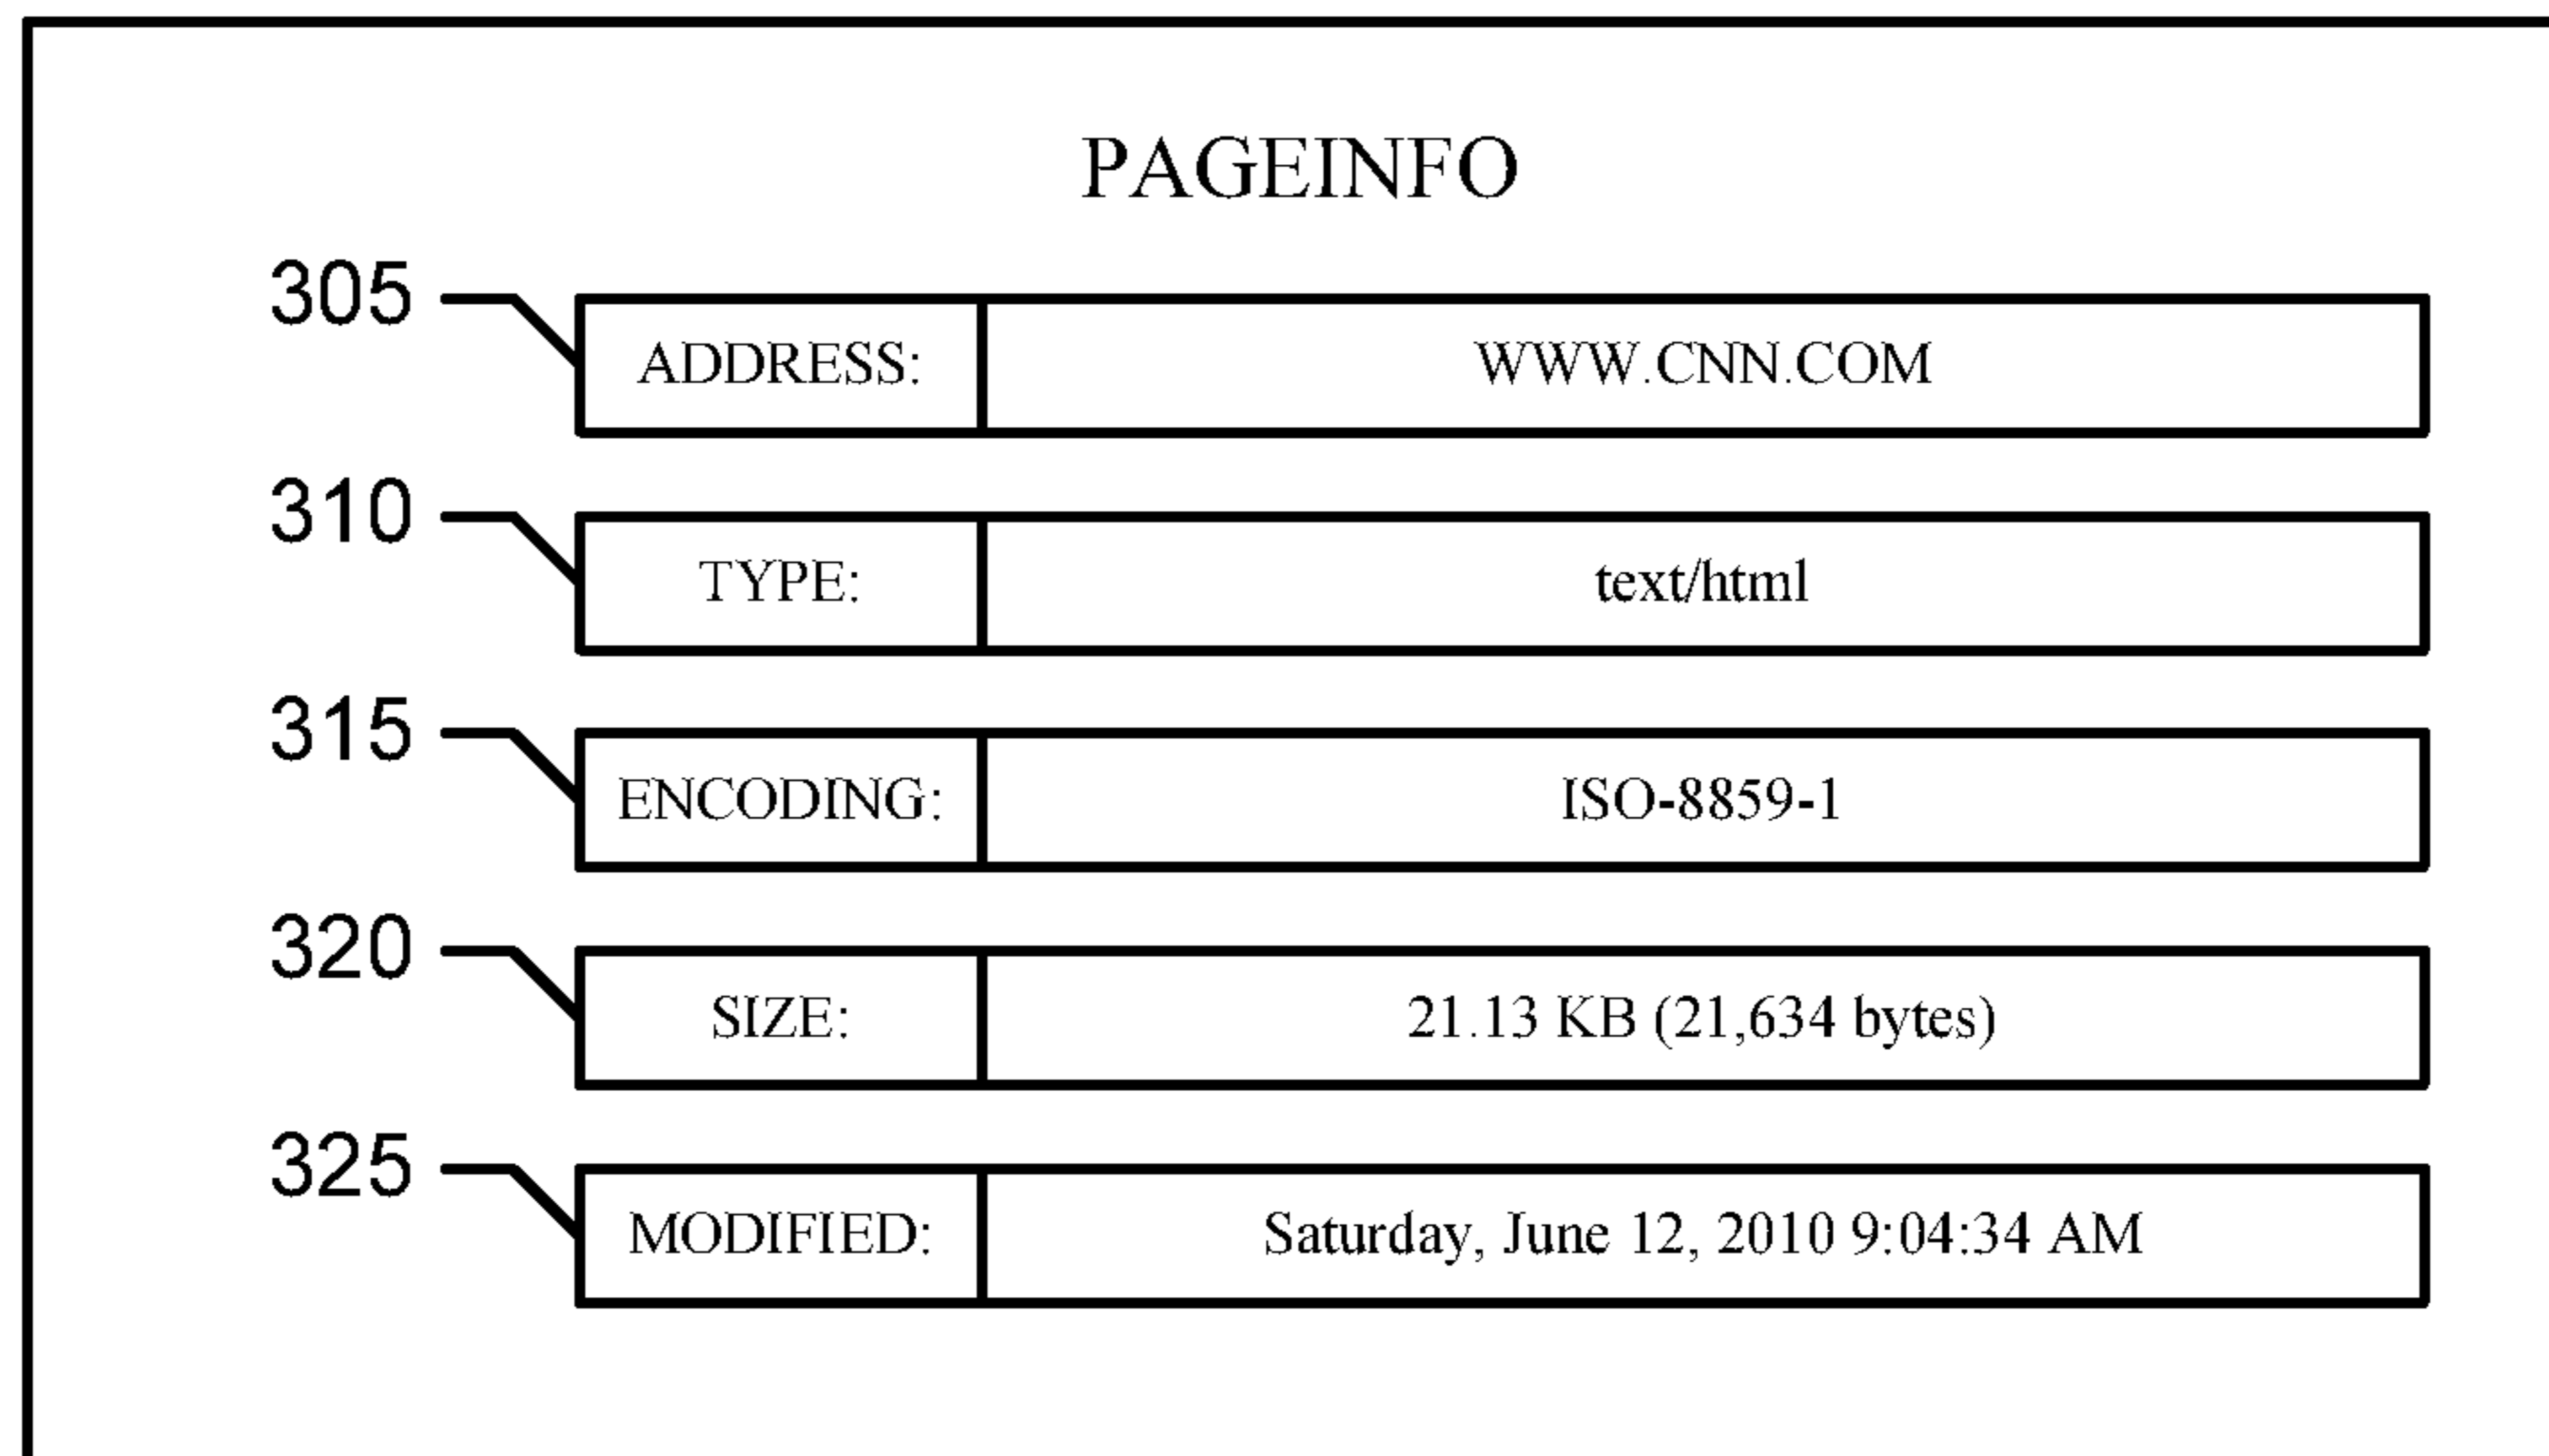 PAGEINFO
305
ADDRESS: WWW.CNN.COM
310
TYPE: text/html
315
ENCODING: ISO-8859-1
320
SIZE: 21.13 KB (21,634 bytes)
325
MODIFIED: Saturday, June 12, 2010 9:04:34 AM